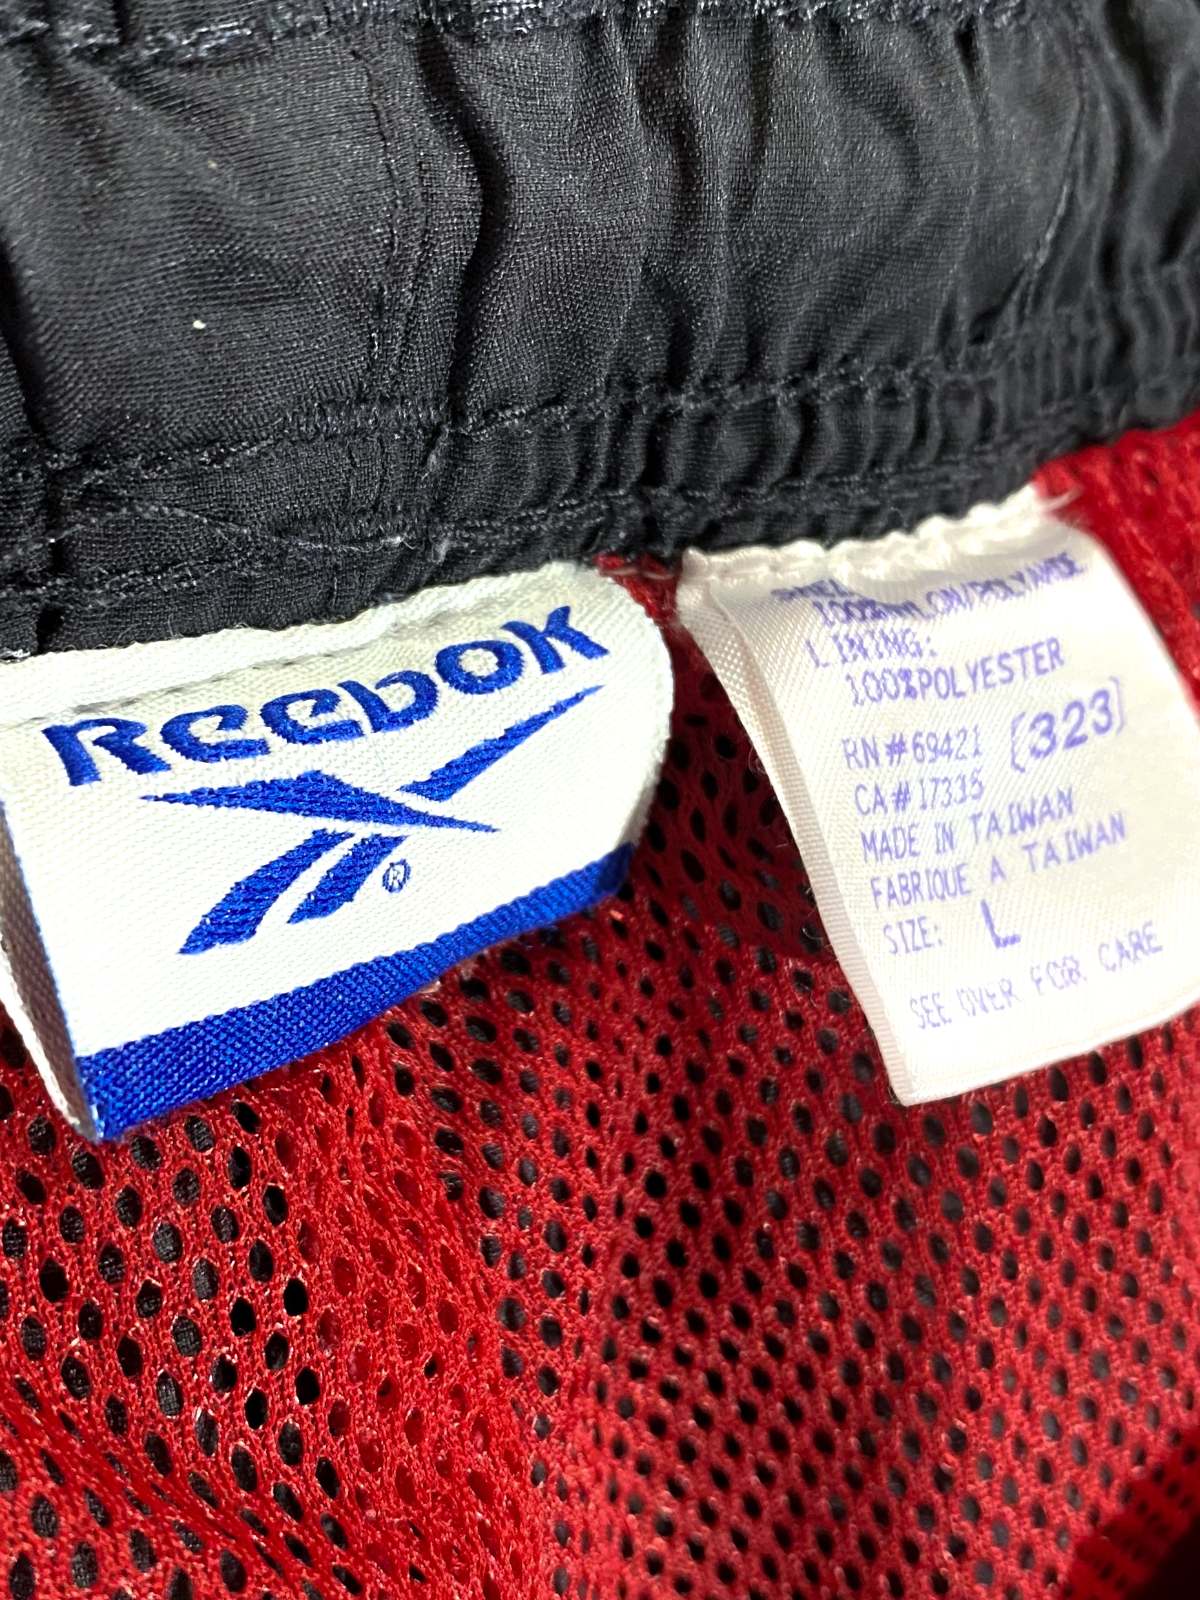 Reebok
®
100%NYLON/POLYAMIDE
LINING:
100%POLYESTER
RN#69421 [323]
CA#17335
MADE IN TAIWAN
FABRIQUE A TAIWAN
SIZE: L
SEE OVER FOR CARE